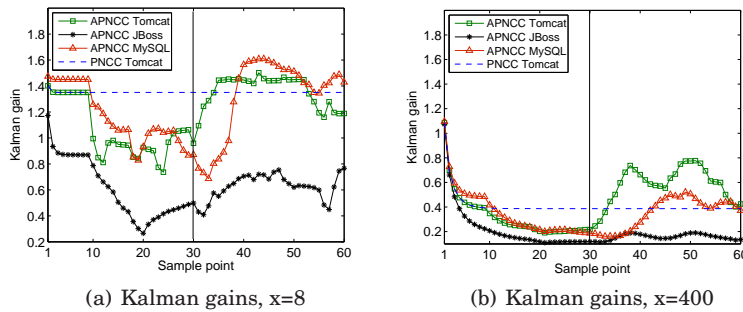 APNCC Tomcat
APNCC JBoss
APNCC MySQL
PNCC Tomcat
Kalman gain
1.8
1.6
1.4
1.2
1
0.8
0.6
0.4
0.2
1 10 20 30 40 50 60
Sample point
(a) Kalman gains, x=8
APNCC Tomcat
APNCC JBoss
APNCC MySQL
PNCC Tomcat
Kalman gain
1.8
1.6
1.4
1.2
1
0.8
0.6
0.4
0.2
1 10 20 30 40 50 60
Sample point
(b) Kalman gains, x=400